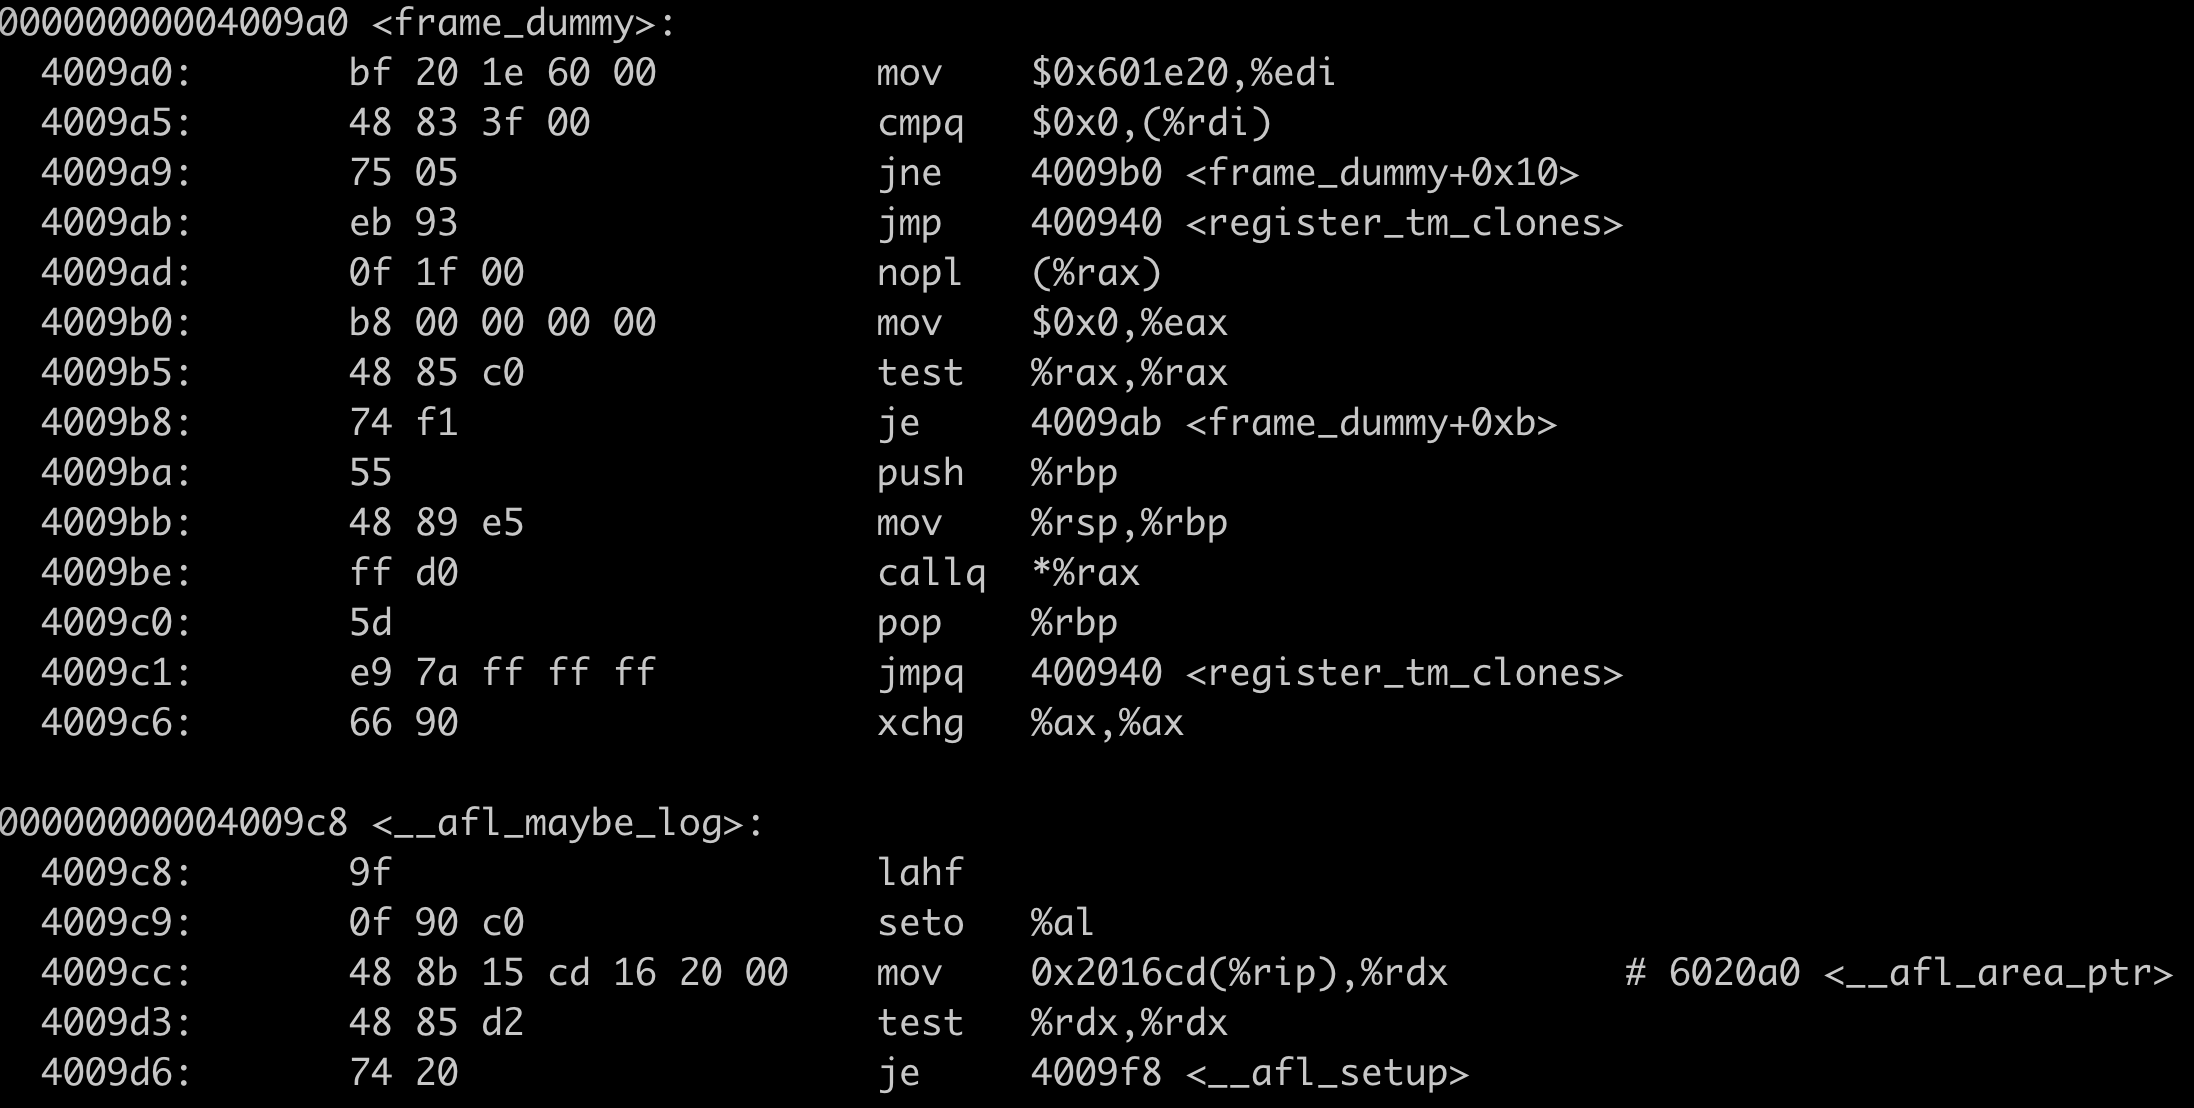 00000000004009a0 <frame_dummy>:
4009a0: bf 20 1e 60 00 mov $0x601e20,%edi
4009a5: 48 83 3f 00 cmpq $0x0,(%rdi)
4009a9: 75 05 jne 4009b0 <frame_dummy+0x10>
4009ab: eb 93 jmp 400940 <register_tm_clones>
4009ad: 0f 1f 00 nopl (%rax)
4009b0: b8 00 00 00 00 mov $0x0,%eax
4009b5: 48 85 c0 test %rax,%rax
4009b8: 74 f1 je 4009ab <frame_dummy+0xb>
4009ba: 55 push %rbp
4009bb: 48 89 e5 mov %rsp,%rbp
4009be: ff d0 callq *%rax
4009c0: 5d pop %rbp
4009c1: e9 7a ff ff ff jmpq 400940 <register_tm_clones>
4009c6: 66 90 xchg %ax,%ax
00000000004009c8 <__afl_maybe_log>:
4009c8: 9f lahf
4009c9: 0f 90 c0 seto %al
4009cc: 48 8b 15 cd 16 20 00 mov 0x2016cd(%rip),%rdx # 6020a0 <__afl_area_ptr>
4009d3: 48 85 d2 test %rdx,%rdx
4009d6: 74 20 je 4009f8 <__afl_setup>